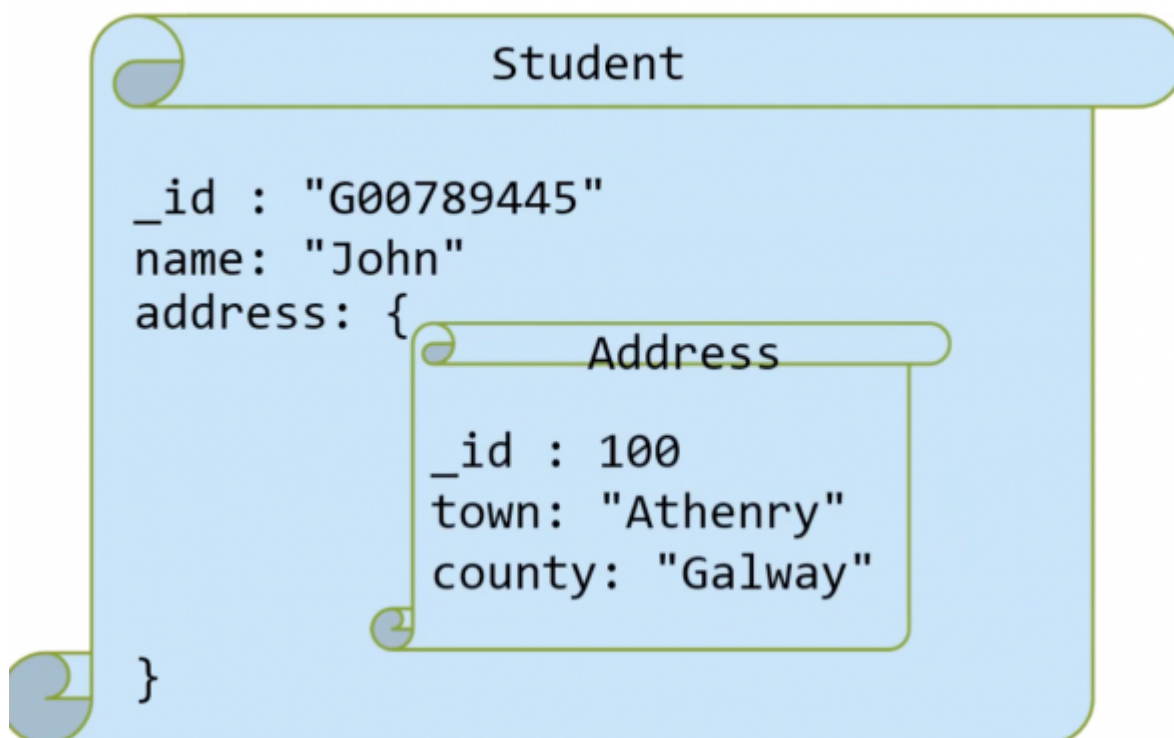 Student
_id : "G00789445"
name: "John"
address: {
Address
_id : 100
town: "Athenry"
county: "Galway"
}